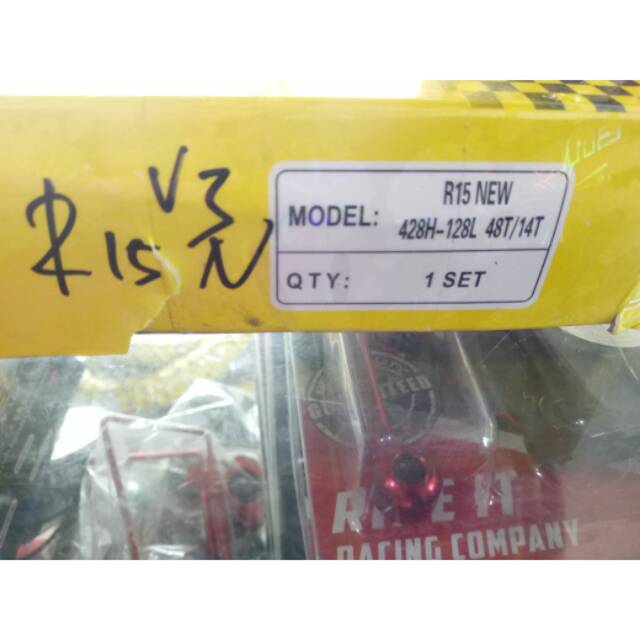 R15 V3
N
MODEL: R15 NEW
428H-128L 48T/14T
QTY: 1 SET
RACING COMPANY